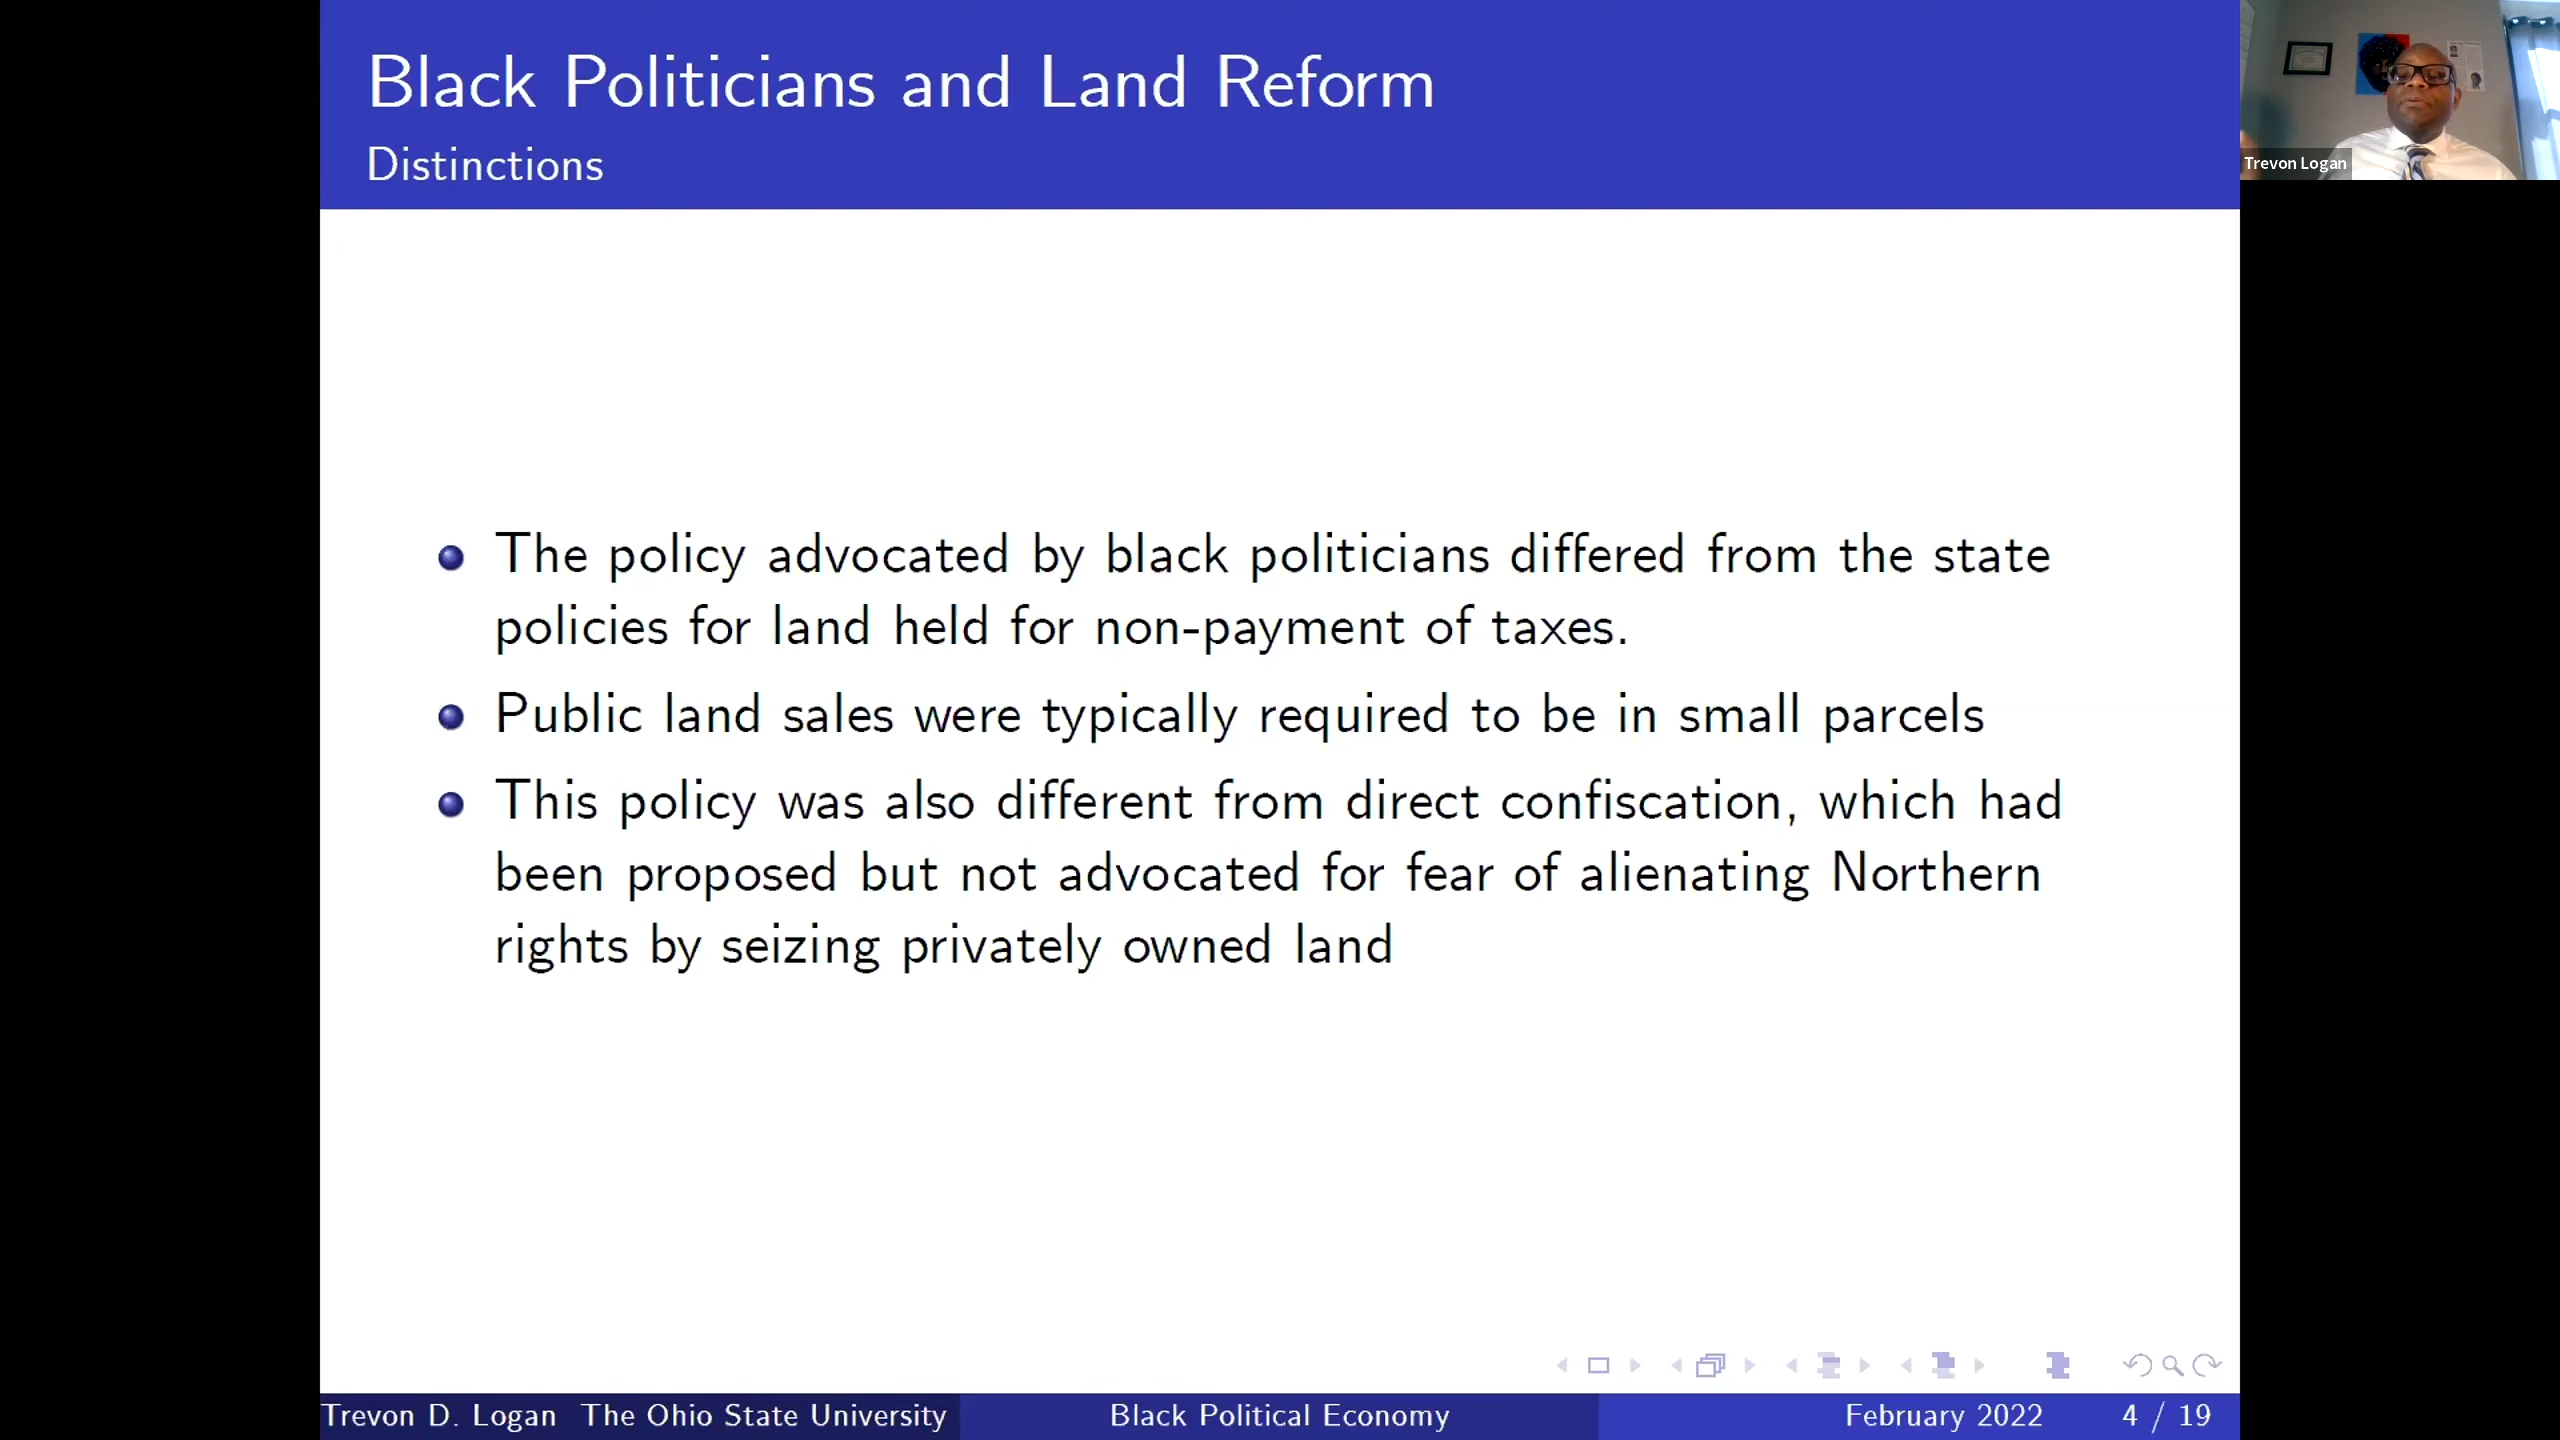 Black Politicians and Land Reform
Distinctions
Trevon Logan
The policy advocated by black politicians differed from the state
policies for land held for non-payment of taxes.
Public land sales were typically required to be in small parcels
This policy was also different from direct confiscation, which had
been proposed but not advocated for fear of alienating Northern
rights by seizing privately owned land
Trevon D. Logan The Ohio State University
Black Political Economy
February 2022
4 / 19